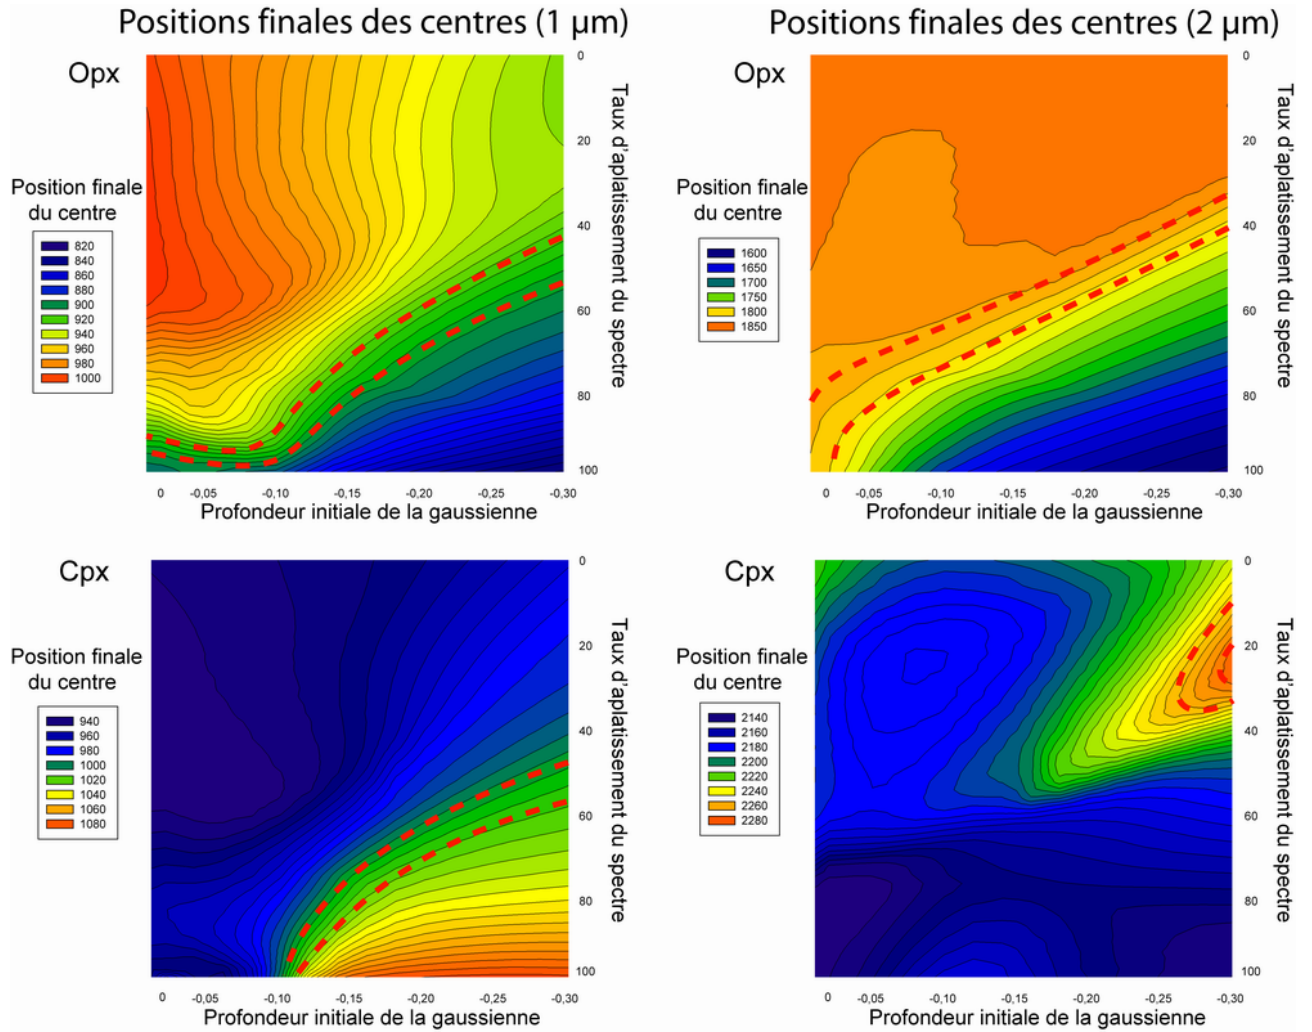 Positions finales des centres (1 µm)
Opx
Position finale
du centre
820
840
860
880
900
920
940
960
980
1000
0
20
40
60
80
100
Taux d'aplatissement du spectre
0 -0,05 -0,10 -0,15 -0,20 -0,25 -0,30
Profondeur initiale de la gaussienne
Positions finales des centres (2 µm)
Opx
Position finale
du centre
1600
1650
1700
1750
1800
1850
0
20
40
60
80
100
Taux d'aplatissement du spectre
0 -0,05 -0,10 -0,15 -0,20 -0,25 -0,30
Profondeur initiale de la gaussienne
Cpx
Position finale
du centre
940
960
980
1000
1020
1040
1060
1080
0
20
40
60
80
100
Taux d'aplatissement du spectre
0 -0,05 -0,10 -0,15 -0,20 -0,25 -0,30
Profondeur initiale de la gaussienne
Cpx
Position finale
du centre
2140
2160
2180
2200
2220
2240
2260
2280
0
20
40
60
80
100
Taux d'aplatissement du spectre
0 -0,05 -0,10 -0,15 -0,20 -0,25 -0,30
Profondeur initiale de la gaussienne